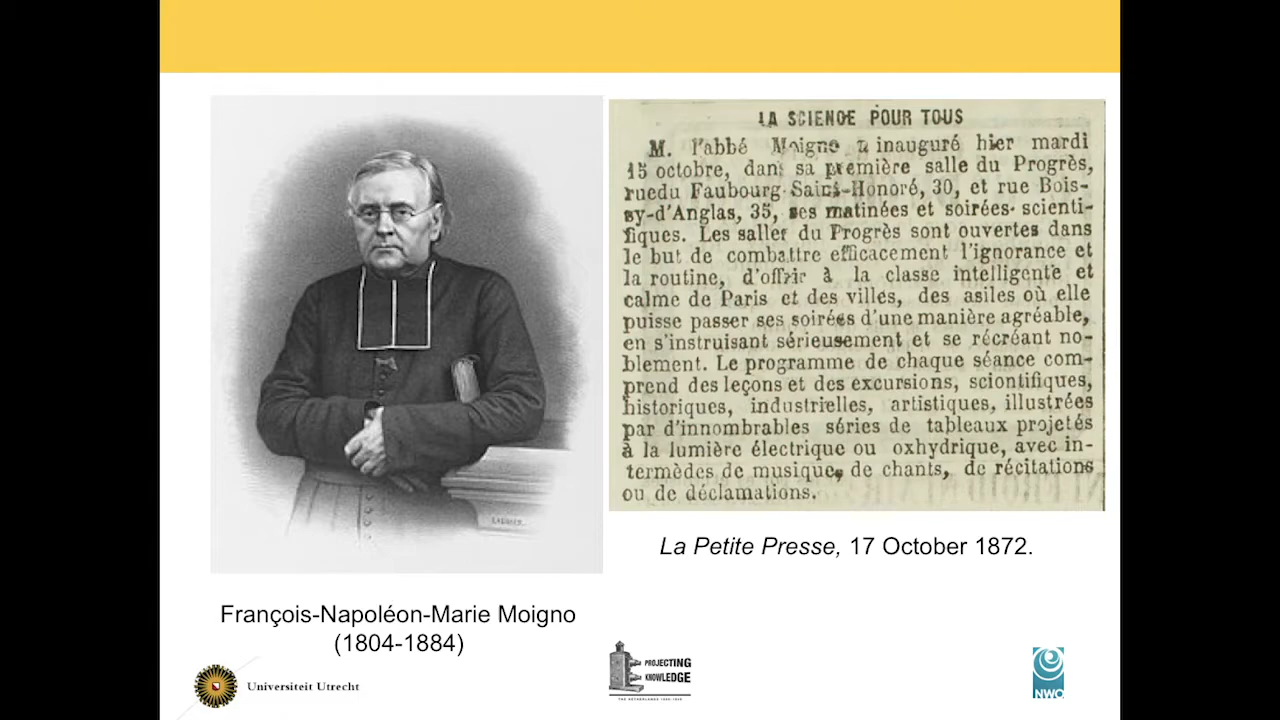 LA SCIENCE POUR TOUS
M. l'abbé Moigno a inauguré hier mardi
15 octobre, dans sa première salle du Progrès,
rue du Faubourg-Saint-Honoré, 30, et rue Bois-
sy-d'Anglas, 35, ses matinées et soirées scienti-
fiques. Les salles du Progrès sont ouvertes dans
le but de combattre efficacement l'ignorance et
la routine, d'offrir à la classe intelligente et
calme de Paris et des villes, des asiles où elle
puisse passer ses soirées d'une manière agréable,
en s'instruisant sérieusement et se récréant no-
blement. Le programme de chaque séance com-
prend des leçons et des excursions, scientifiques,
historiques, industrielles, artistiques, illustrées
par d'innombrables séries de tableaux projetés
à la lumière électrique ou oxhydrique, avec in-
termèdes de musique, de chants, de récitations
ou de déclamations.
La Petite Presse, 17 October 1872.
François-Napoléon-Marie Moigno
(1804-1884)
Universiteit Utrecht
PROJECTING
KNOWLEDGE
NWO